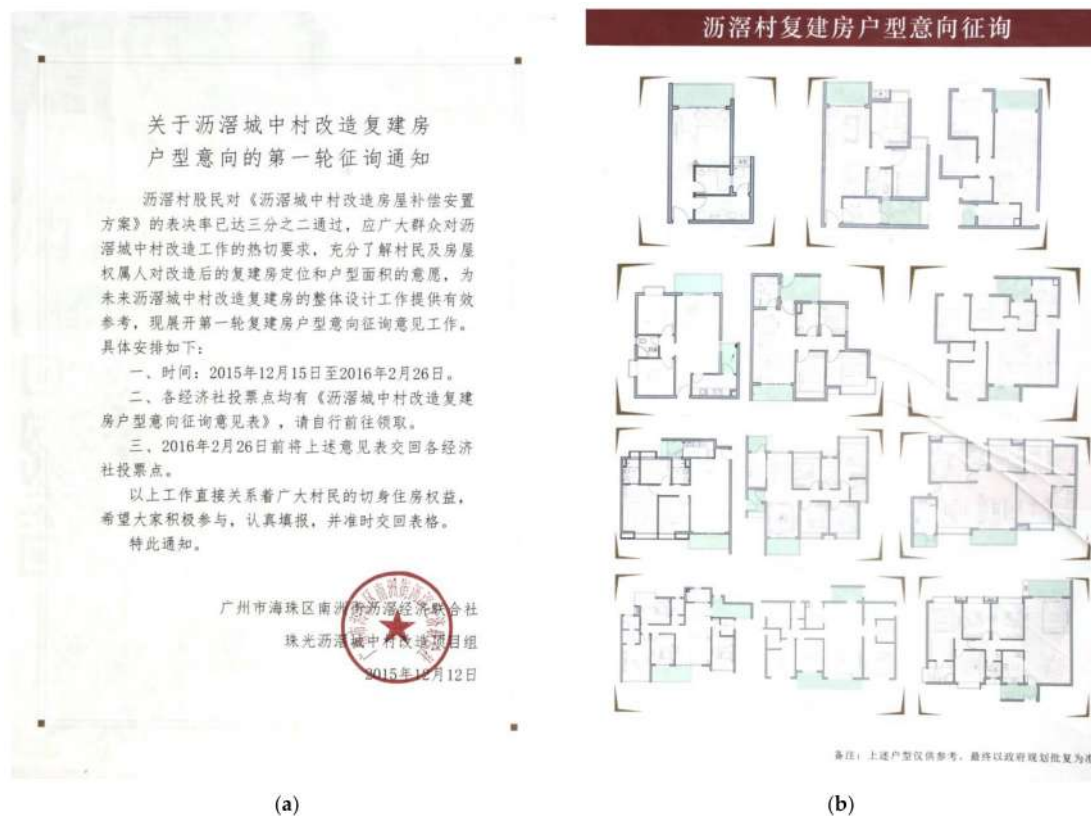 关于沥滘城中村改造复建房
户型意向的第一轮征询通知
沥滘村股民对《沥滘城中村改造房屋补偿安置
方案》的表决率已达三分之二通过，应广大群众对沥
滘城中村改造工作的热切要求，充分了解村民及房屋
权属人对改造后的复建房定位和户型面积的意愿，为
未来沥滘城中村改造复建房的整体设计工作提供有效
参考，现展开第一轮复建房户型意向征询意见工作。
具体安排如下：
一、时间：2015年12月15日至2016年2月26日。
二、各经济社投票点均有《沥滘城中村改造复建
房户型意向征询意见表》，请自行前往领取。
三、2016年2月26日前将上述意见表交回各经济
社投票点。
以上工作直接关系着广大村民的切身住房权益，
希望大家积极参与，认真填报，并准时交回表格。
特此通知。
广州市海珠区南洲街沥滘经济联合社
珠光沥滘城中村改造项目组
2015年12月12日
(a)
沥滘村复建房户型意向征询
备注：上述户型仅供参考，最终以政府规划批复为准
(b)